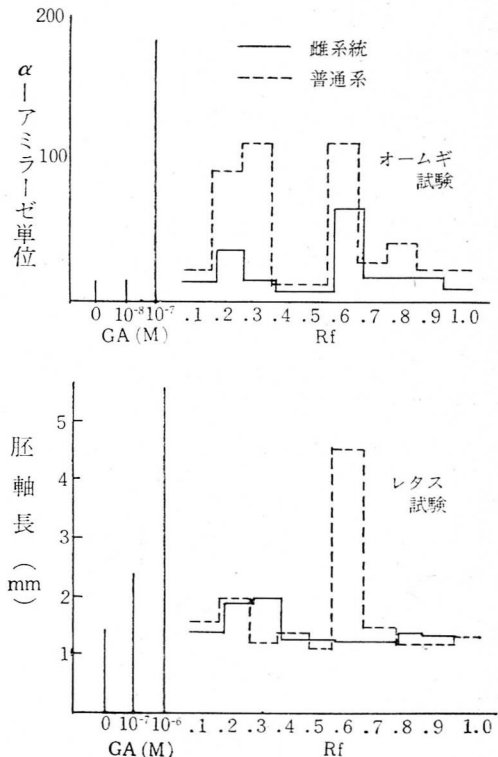 200
100
α-アミラーゼ単位
雌系統
普通系
オームギ
試験
0 10⁻⁸ 10⁻⁷ .1 .2 .3 .4 .5 .6 .7 .8 .9 1.0
GA (M) Rf
5
4
3
2
1
胚軸長(mm)
レタス
試験
0 10⁻⁷ 10⁻⁶ .1 .2 .3 .4 .5 .6 .7 .8 .9 1.0
GA (M) Rf